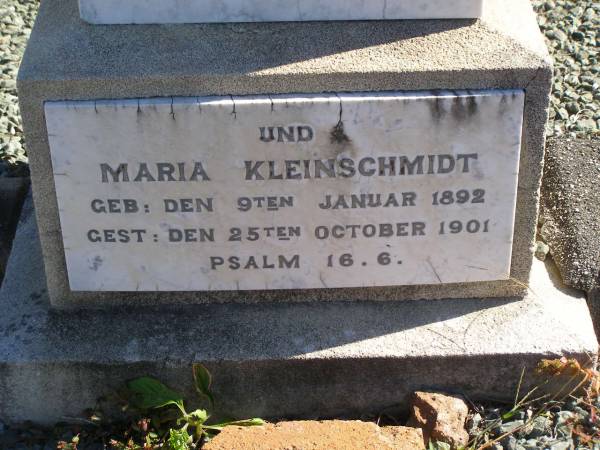 UND
MARIA KLEINSCHMIDT
GEB: DEN 9TEN JANUAR 1892
GEST: DEN 25TEN OCTOBER 1901
PSALM 16.6.